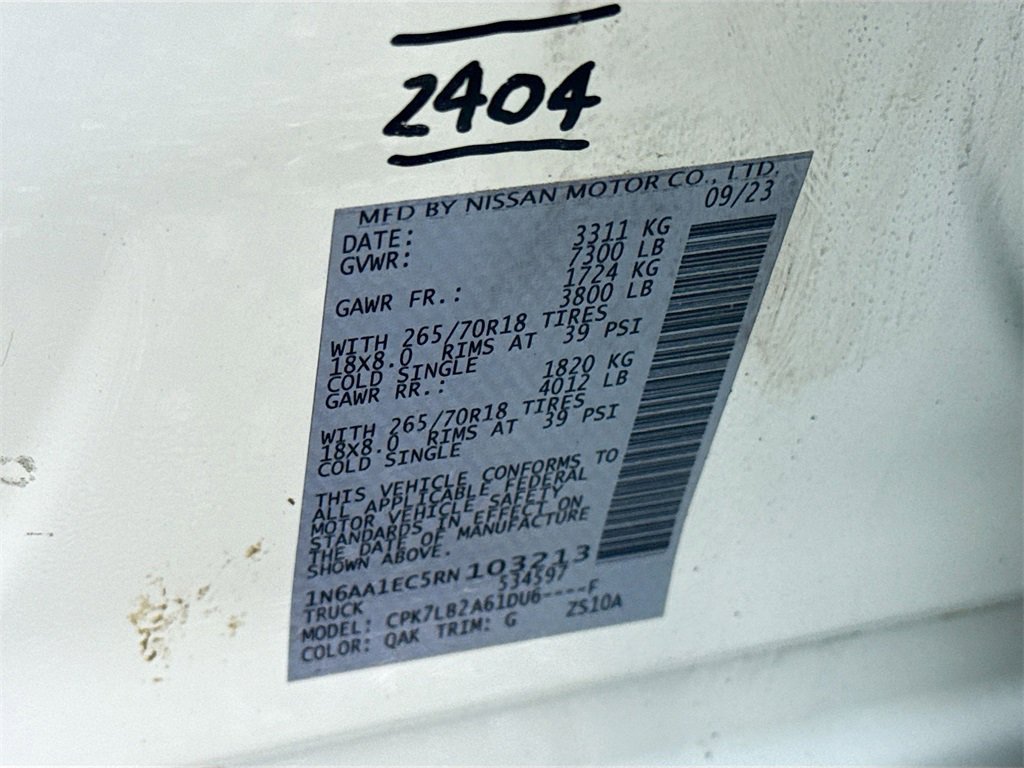 2404
MFD BY NISSAN MOTOR CO., LTD.
DATE: 09/23
GVWR: 3311 KG
7300 LB
GAWR FR.: 1724 KG
3800 LB
WITH 265/70R18 TIRES
18X8.0 RIMS AT 39 PSI
COLD SINGLE
GAWR RR.: 1820 KG
4012 LB
WITH 265/70R18 TIRES
18X8.0 RIMS AT 39 PSI
COLD SINGLE
THIS VEHICLE CONFORMS TO
ALL APPLICABLE FEDERAL
MOTOR VEHICLE SAFETY
STANDARDS IN EFFECT ON
THE DATE OF MANUFACTURE
SHOWN ABOVE.
1N6AA1EC5RN103213
TRUCK 534597
MODEL: CPK7LB2A61DU6----F
COLOR: QAK TRIM: G ZS10A